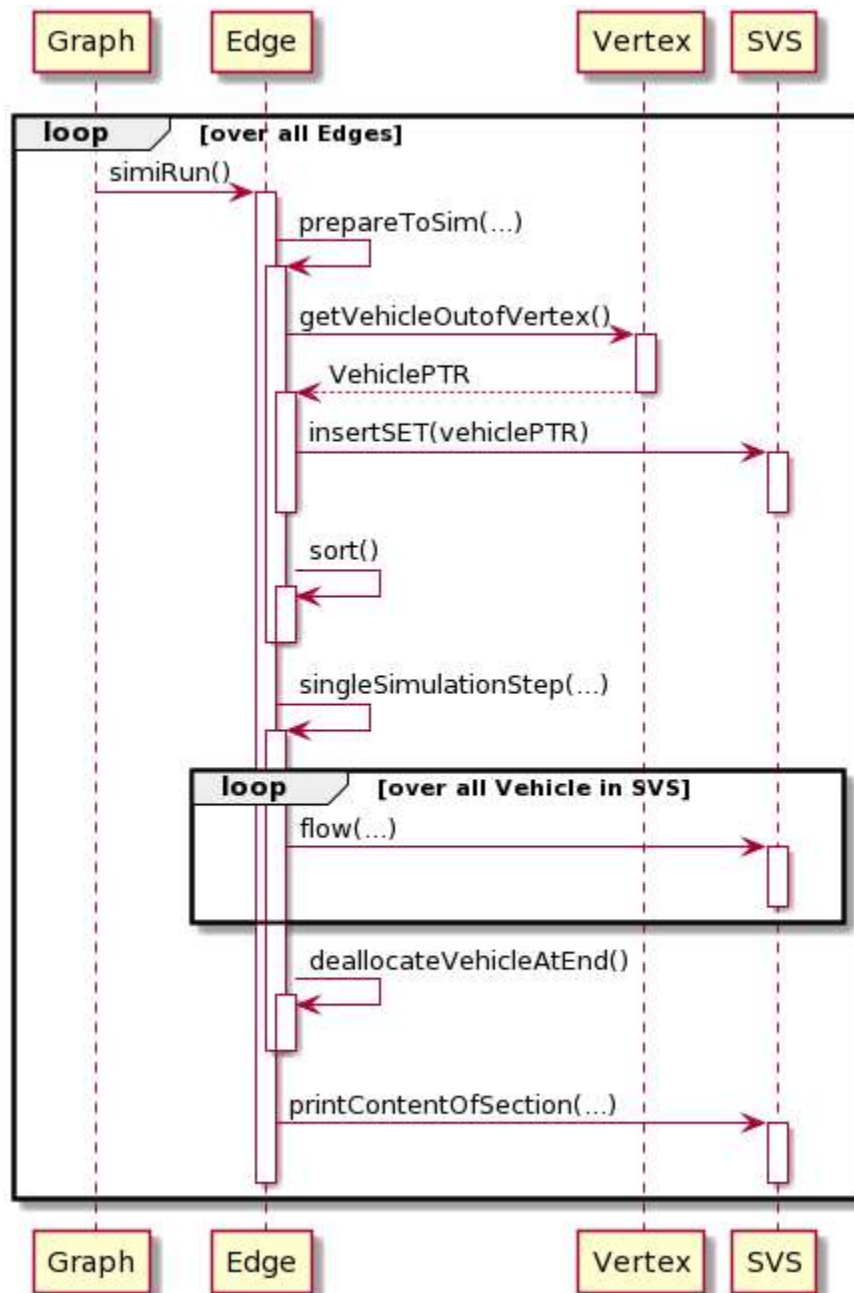 Graph Edge Vertex SVS
loop [over all Edges]
simiRun()
prepareToSim(...)
getVehicleOutofVertex()
VehiclePTR
insertSET(vehiclePTR)
sort()
singleSimulationStep(...)
loop [over all Vehicle in SVS]
flow(...)
deallocateVehicleAtEnd()
printContentOfSection(...)
Graph Edge Vertex SVS